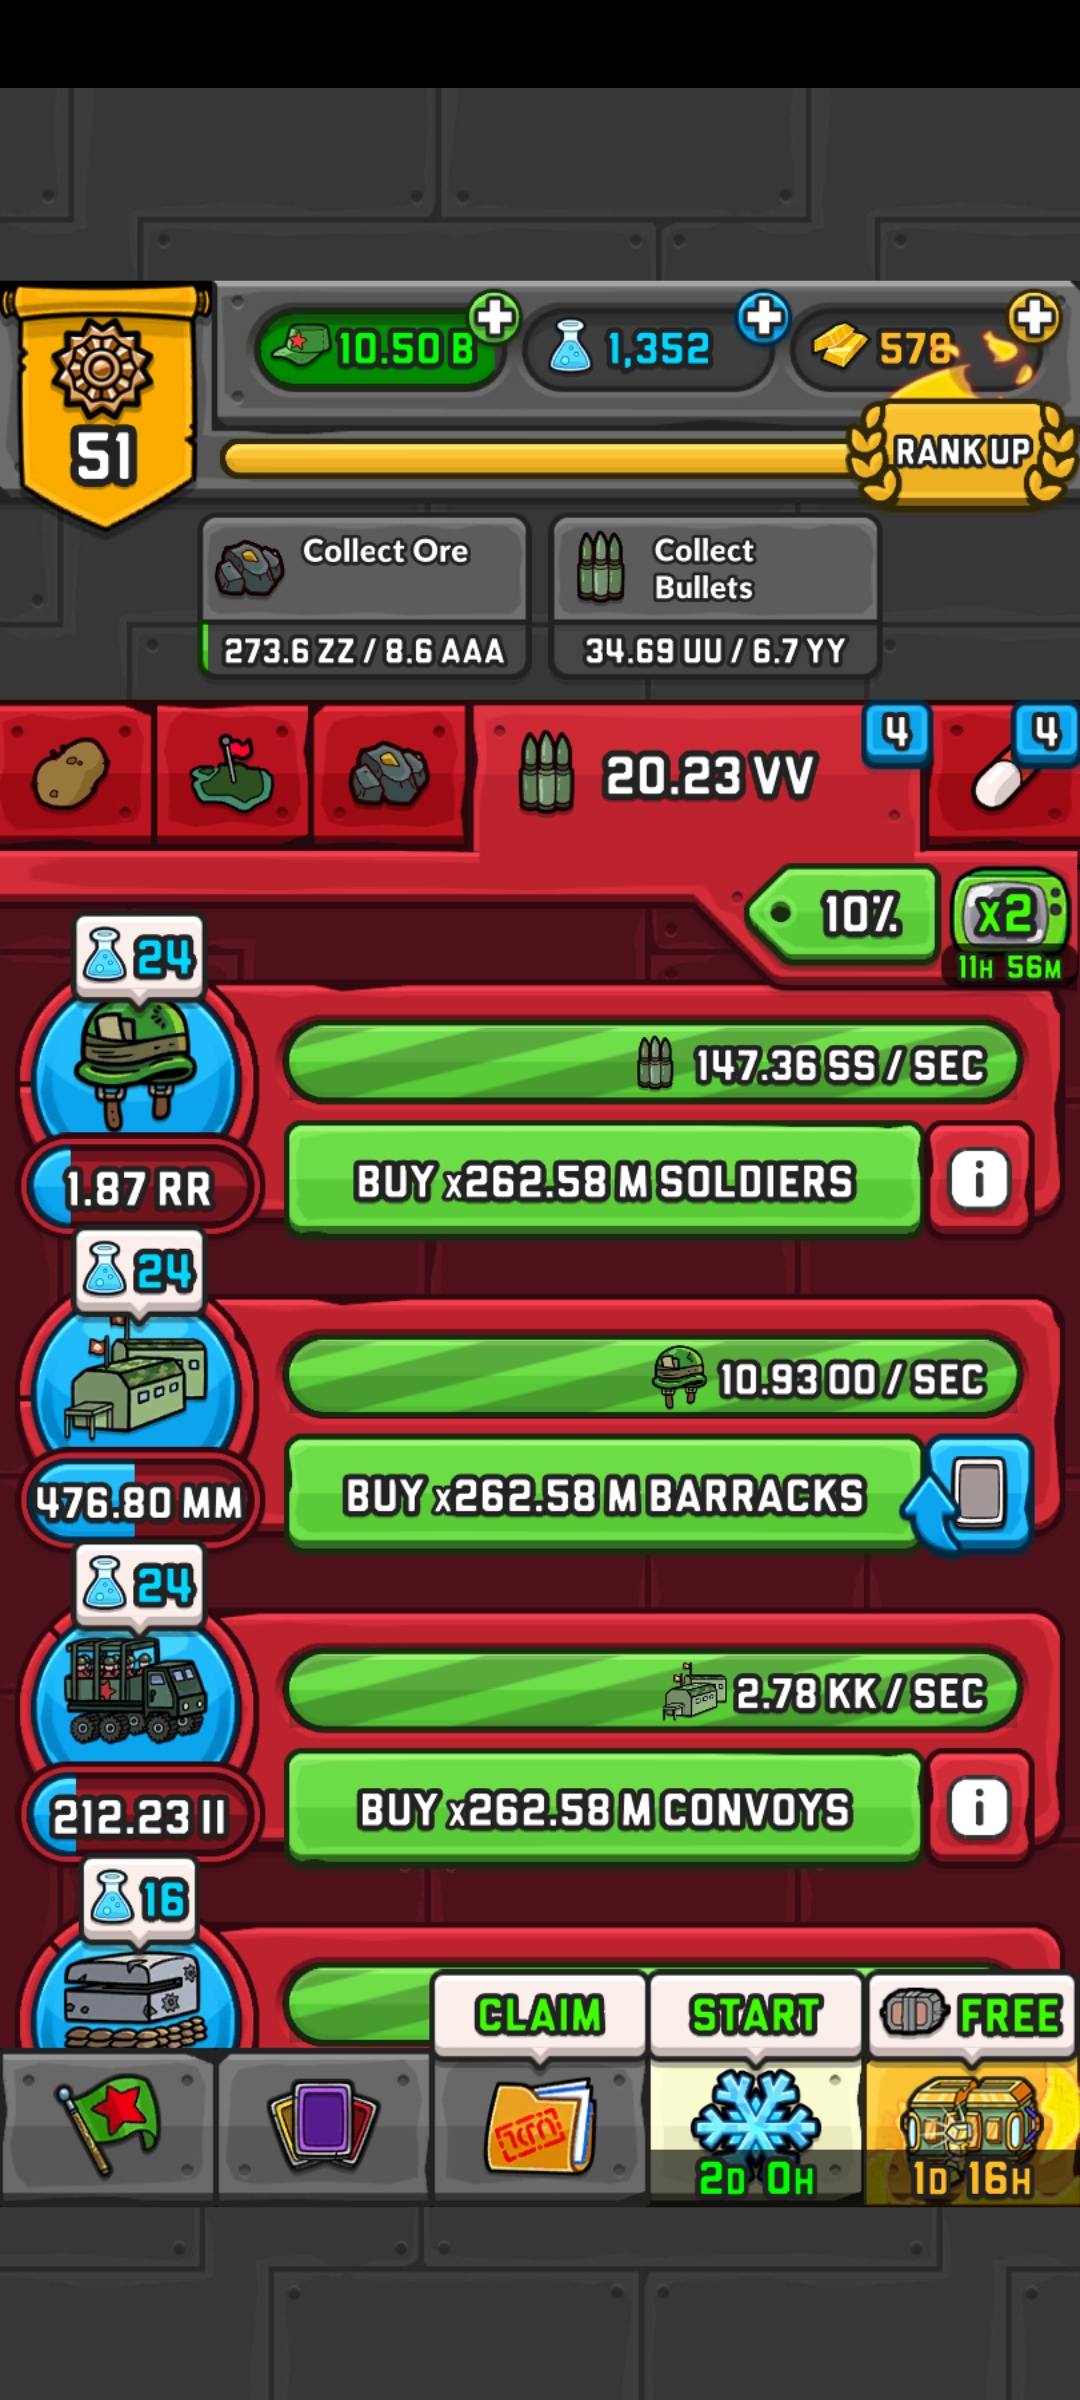 10.50 B
1,352
578
51
RANK UP
Collect Ore
273.6 ZZ / 8.6 AAA
Collect
Bullets
34.69 UU / 6.7 YY
20.23 VV
4
4
10%
x2
11H 56M
24
147.36 SS / SEC
1.87 RR
BUY x262.58 M SOLDIERS
i
24
10.93 OO / SEC
476.80 MM
BUY x262.58 M BARRACKS
24
2.78 KK / SEC
212.23 II
BUY x262.58 M CONVOYS
i
16
CLAIM
START
FREE
2D 0H
1D 16H